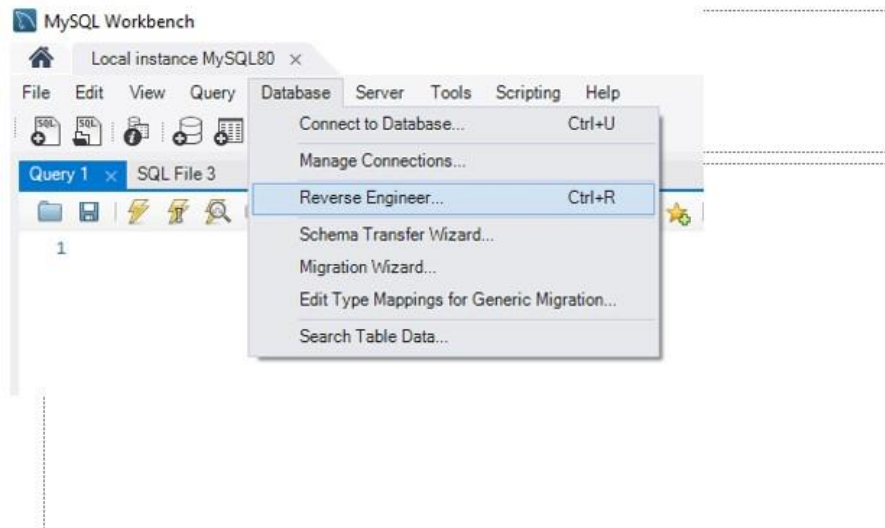 MySQL Workbench
Local instance MySQL80 ×
File Edit View Query Database Server Tools Scripting Help
SQL SQL
Connect to Database... Ctrl+U
Manage Connections...
Query 1 × SQL File 3
Reverse Engineer... Ctrl+R
Schema Transfer Wizard...
1
Migration Wizard...
Edit Type Mappings for Generic Migration...
Search Table Data...